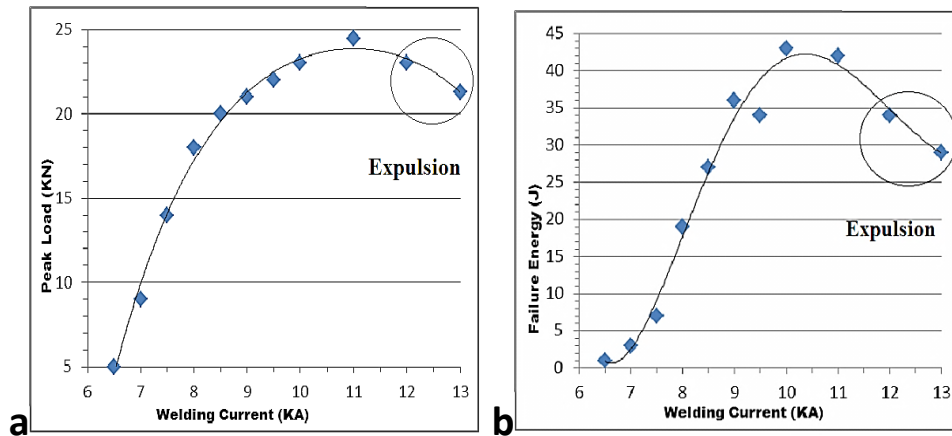 25
20
15
10
5
Peak Load (KN)
6 7 8 9 10 11 12 13
Welding Current (KA)
Expulsion
a
45
40
35
30
25
20
15
10
5
0
Failure Energy (J)
6 7 8 9 10 11 12 13
Welding Current (KA)
Expulsion
b